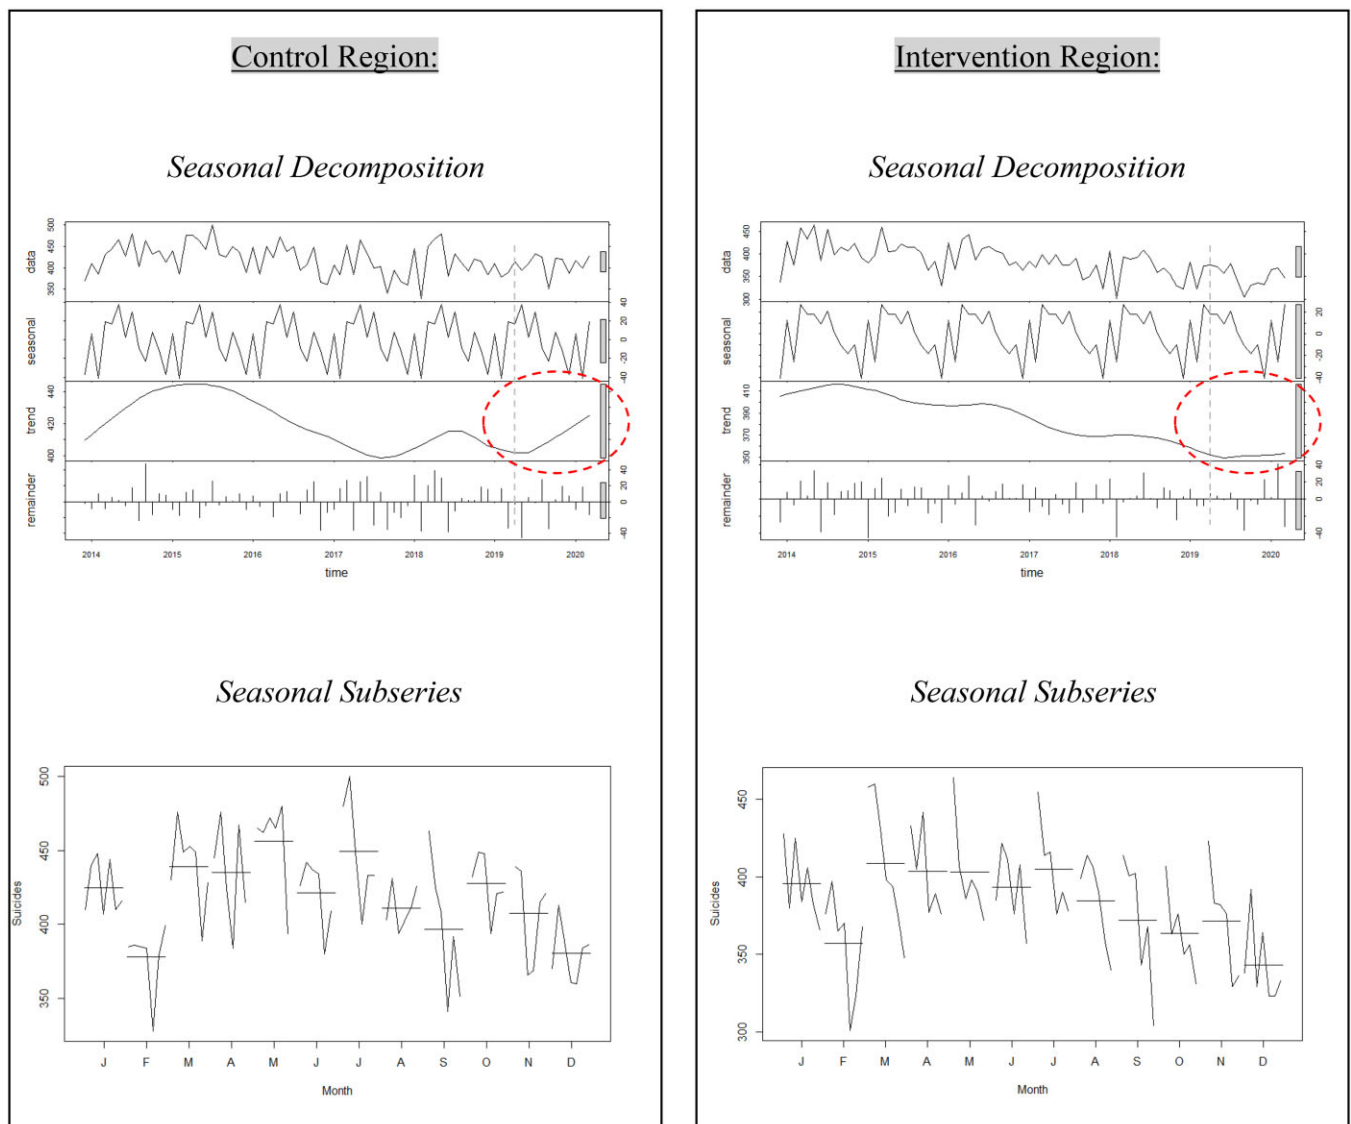 Control Region:
Seasonal Decomposition
data
350 400 450 500
seasonal
-40 -20 0 20 40
trend
400 420 440
remainder
-40 0 20 40
2014 2015 2016 2017 2018 2019 2020
time
Seasonal Subseries
Suicides
500
450
400
350
J F M A M J J A S O N D
Month
Intervention Region:
Seasonal Decomposition
data
300 350 400 450
seasonal
-40 -20 0 20
trend
350 370 390 410
remainder
-40 0 20 40
2014 2015 2016 2017 2018 2019 2020
time
Seasonal Subseries
Suicides
450
400
350
300
J F M A M J J A S O N D
Month